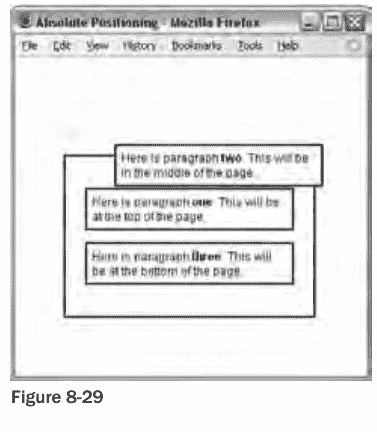 Absolute Positioning - Mozilla Firefox
File Edit View History Bookmarks Tools Help
Here is paragraph two. This will be
in the middle of the page.
Here is paragraph one. This will be
at the top of the page.
Here is paragraph three. This will
be at the bottom of the page.
Figure 8-29